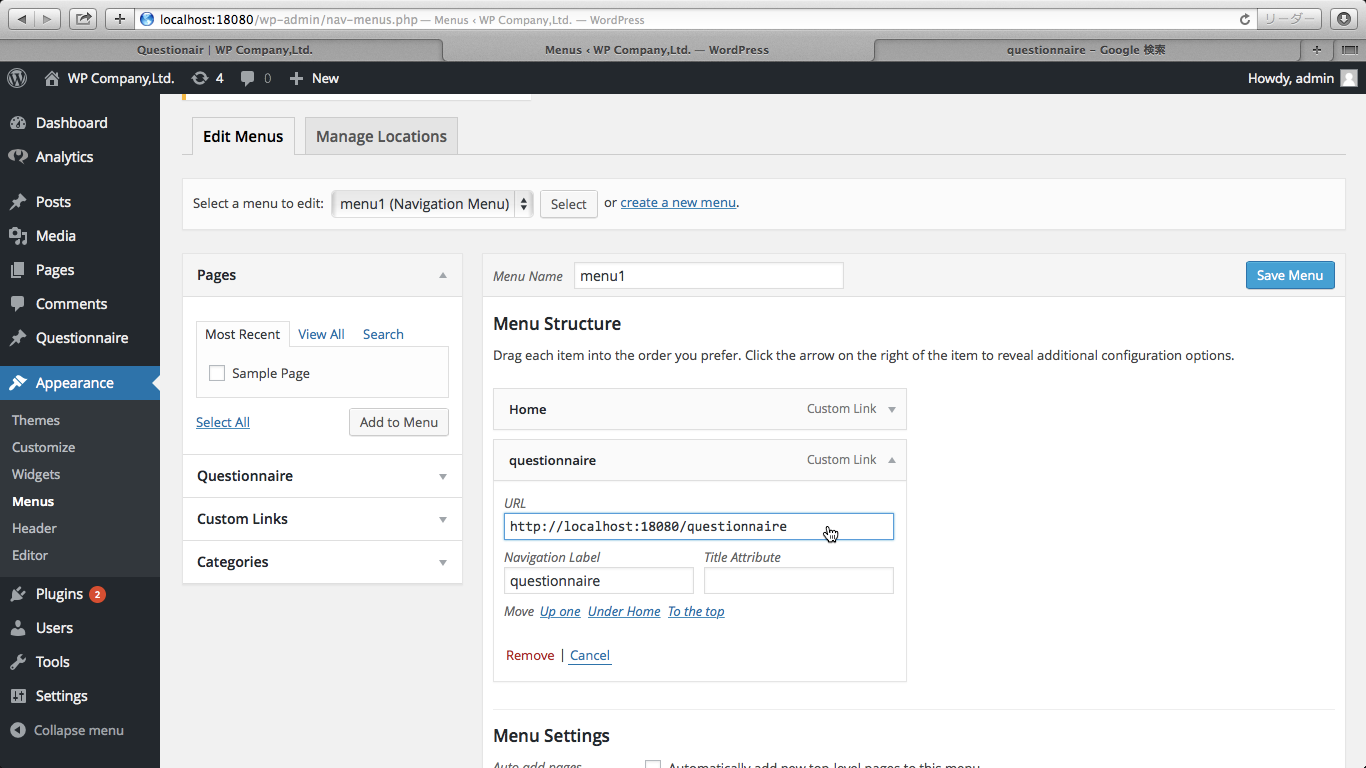 localhost:18080/wp-admin/nav-menus.php — Menus ‹ WP Company,Ltd. — WordPress
リーダー
Questionair | WP Company,Ltd.
Menus ‹ WP Company,Ltd. — WordPress
questionnaire – Google 検索
WP Company,Ltd.
4
0
New
Howdy, admin
Dashboard
Analytics
Posts
Media
Pages
Comments
Questionnaire
Appearance
Themes
Customize
Widgets
Menus
Header
Editor
Plugins 2
Users
Tools
Settings
Collapse menu
Edit Menus
Manage Locations
Select a menu to edit: menu1 (Navigation Menu) Select or create a new menu.
Pages
Most Recent View All Search
Sample Page
Select All Add to Menu
Questionnaire
Custom Links
Categories
Menu Name menu1 Save Menu
Menu Structure
Drag each item into the order you prefer. Click the arrow on the right of the item to reveal additional configuration options.
Home Custom Link
questionnaire Custom Link
URL
http://localhost:18080/questionnaire
Navigation Label Title Attribute
questionnaire
Move Up one Under Home To the top
Remove | Cancel
Menu Settings
Auto add pages Automatically add new top-level pages to this menu